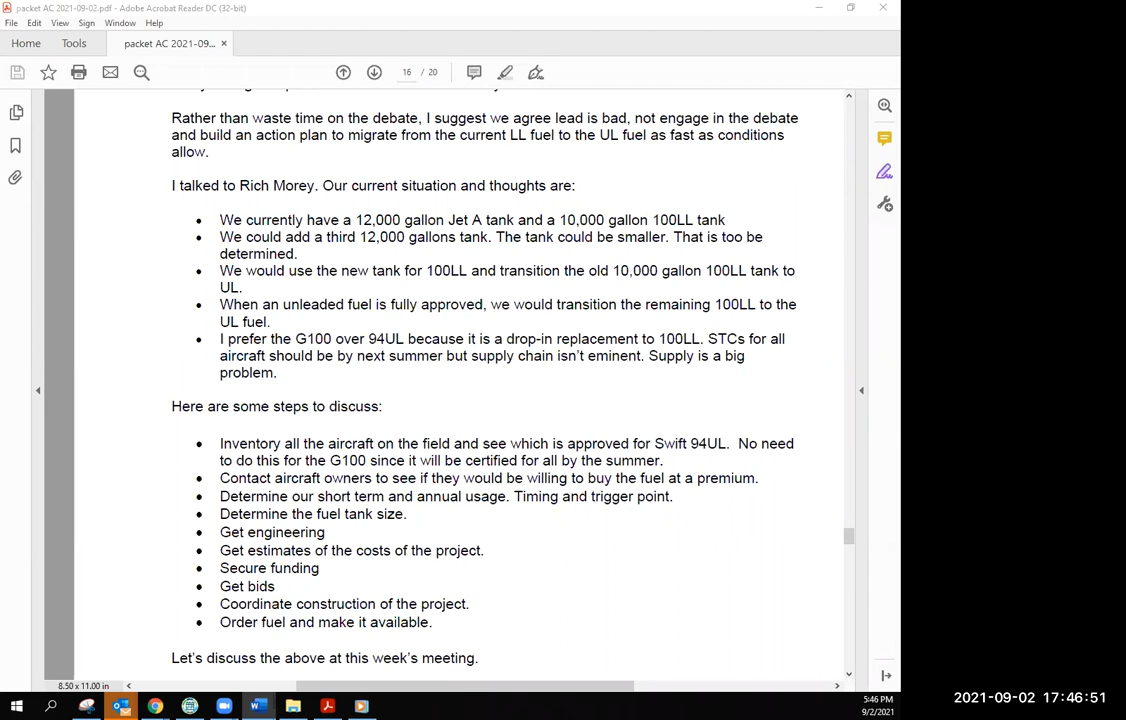 packet AC 2021-09-02.pdf - Adobe Acrobat Reader DC (32-bit)
File Edit View Sign Window Help
Home Tools packet AC 2021-09... ×
16 / 20
Rather than waste time on the debate, I suggest we agree lead is bad, not engage in the debate
and build an action plan to migrate from the current LL fuel to the UL fuel as fast as conditions
allow.
I talked to Rich Morey. Our current situation and thoughts are:
• We currently have a 12,000 gallon Jet A tank and a 10,000 gallon 100LL tank
• We could add a third 12,000 gallons tank. The tank could be smaller. That is too be
determined.
• We would use the new tank for 100LL and transition the old 10,000 gallon 100LL tank to
UL.
• When an unleaded fuel is fully approved, we would transition the remaining 100LL to the
UL fuel.
• I prefer the G100 over 94UL because it is a drop-in replacement to 100LL. STCs for all
aircraft should be by next summer but supply chain isn't eminent. Supply is a big
problem.
Here are some steps to discuss:
• Inventory all the aircraft on the field and see which is approved for Swift 94UL. No need
to do this for the G100 since it will be certified for all by the summer.
• Contact aircraft owners to see if they would be willing to buy the fuel at a premium.
• Determine our short term and annual usage. Timing and trigger point.
• Determine the fuel tank size.
• Get engineering
• Get estimates of the costs of the project.
• Secure funding
• Get bids
• Coordinate construction of the project.
• Order fuel and make it available.
Let's discuss the above at this week's meeting.
8.50 x 11.00 in
5:46 PM
9/2/2021
2021-09-02 17:46:51